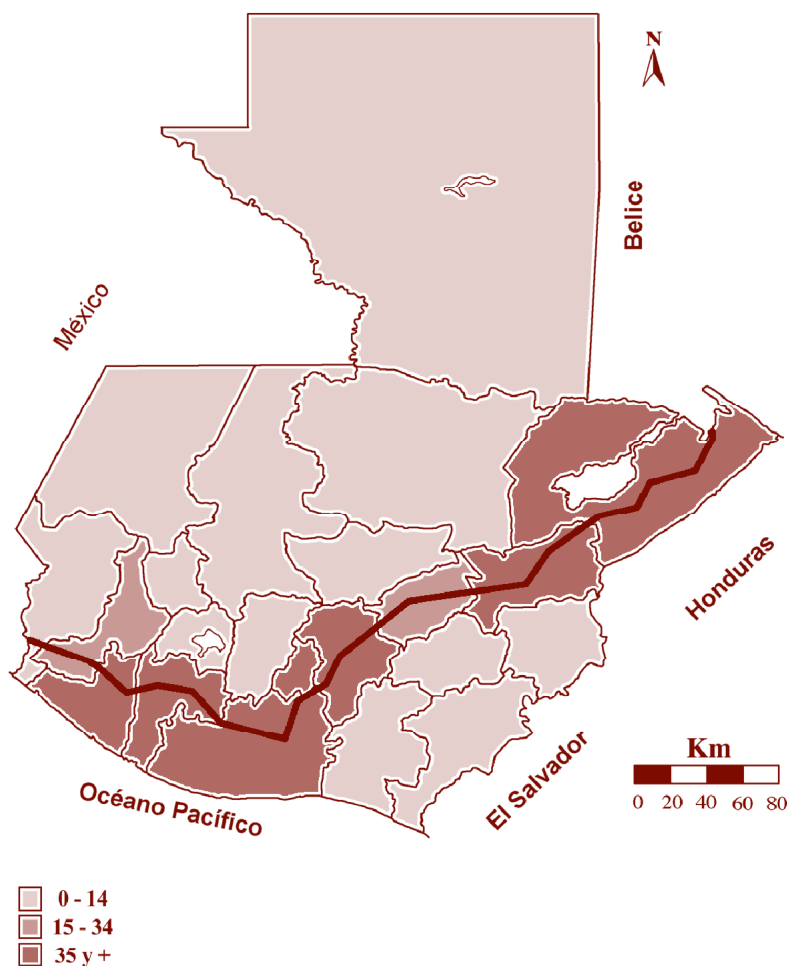 N
Belice
México
Honduras
Km
0 20 40 60 80
El Salvador
Océano Pacífico
0 - 14
15 - 34
35 y +